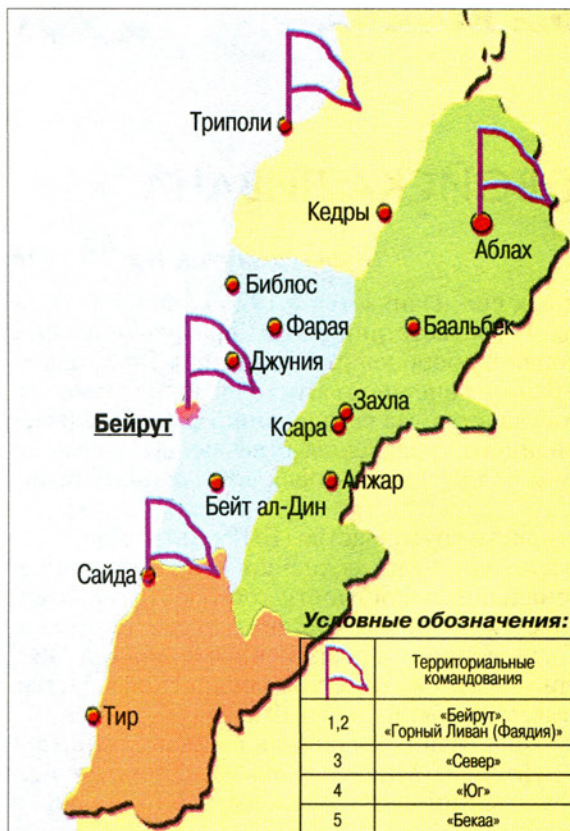 Триполи
Кедры
Аблах
Библос
Фарая
Баальбек
Джуния
Захла
Бейрут
Ксара
Анжар
Бейт ал-Дин
Сайда
Условные обозначения:
Территориальные
командования
Тир
1,2
«Бейрут»,
«Горный Ливан (Фаядия)»
3
«Север»
4
«Юг»
5
«Бекаа»